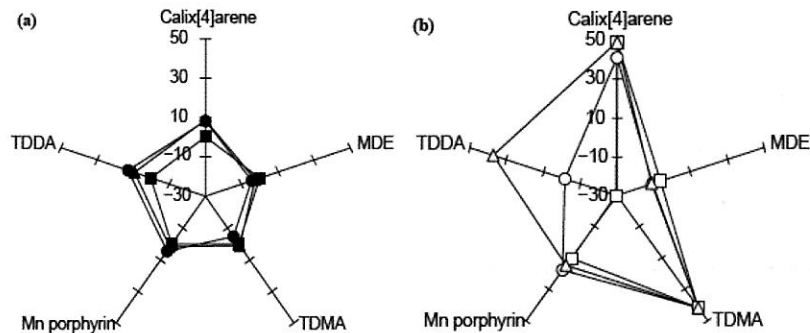 (a)
Calix[4]arene
50
30
10
−10
−30
TDDA
MDE
Mn porphyrin
TDMA
(b)
Calix[4]arene
50
30
10
−10
−30
TDDA
MDE
Mn porphyrin
TDMA